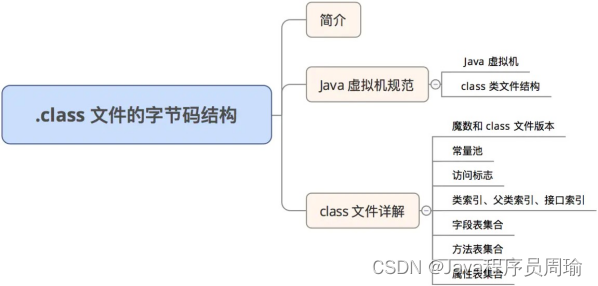 .class 文件的字节码结构
简介
Java 虚拟机规范
Java 虚拟机
class 类文件结构
class 文件详解
魔数和 class 文件版本
常量池
访问标志
类索引、父类索引、接口索引
字段表集合
方法表集合
属性表集合
CSDN @Java程序员周瑜